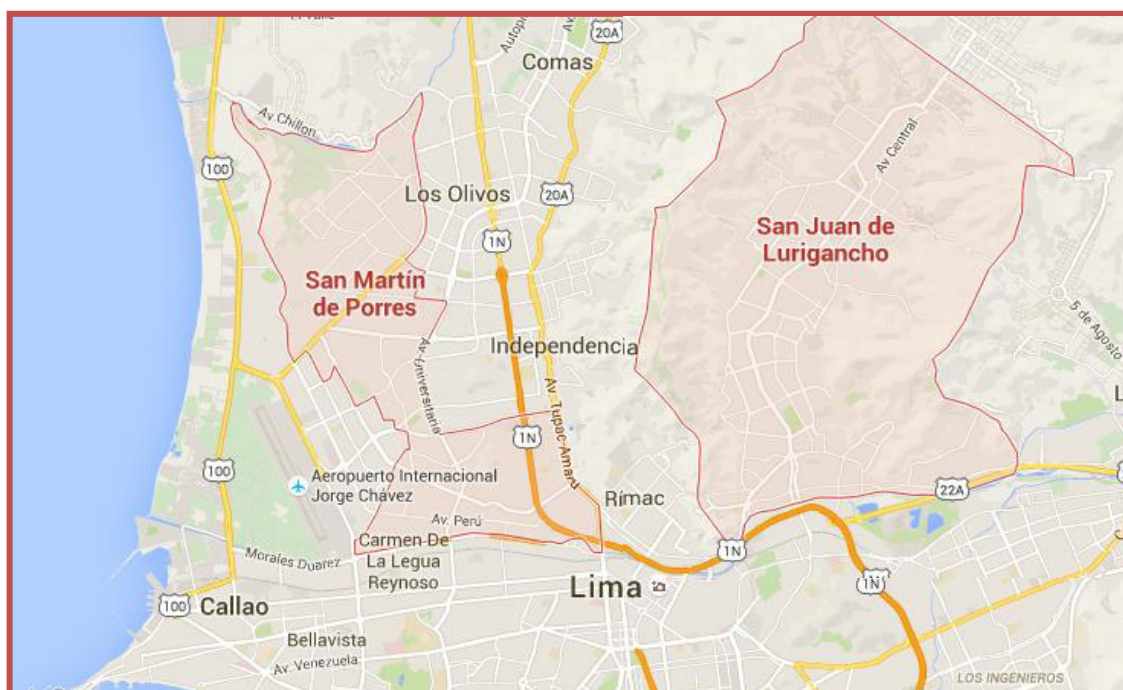 20A
Comas
Av. Chillon
100
Av. Central
Los Olivos
20A
San Juan de
Lurigancho
1N
San Martín
de Porres
5 de Agosto
Independencia
Av. Universitaria
Av. Tupac Amaru
1N
100
Aeropuerto Internacional
Jorge Chávez
22A
Rímac
Av. Perú
Carmen De
La Legua
Reynoso
Morales Duarez
1N
Lima
1N
100
Callao
Bellavista
Av. Venezuela
LOS INGENIEROS